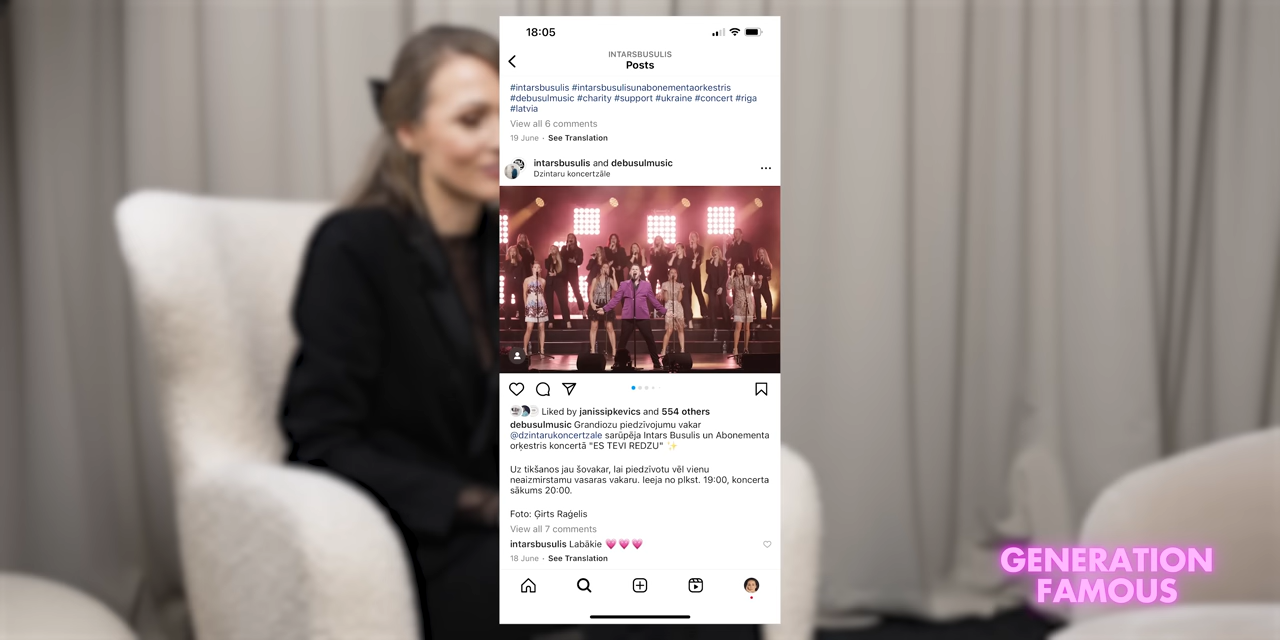 18:05
INTARSBUSULIS
Posts
#intarsbusulis #intarsbusulisunabonementaorkestris
#debusulmusic #charity #support #ukraine #concert #riga
#latvia
View all 6 comments
19 June · See Translation
intarsbusulis and debusulmusic
Dzintaru koncertzāle
Liked by janissipkevics and 554 others
debusulmusic Grandiozu piedzīvojumu vakar
@dzintarukoncertzale sarūpēja Intars Busulis un Abonementa
orķestris koncertā "ES TEVI REDZU" ✨
Uz tikšanos jau šovakar, lai piedzīvotu vēl vienu
neaizmirstamu vasaras vakaru. Ieeja no plkst. 19:00, koncerta
sākums 20:00.
Foto: Ģirts Raģelis
View all 7 comments
intarsbusulis Labākie 💗💗💗
18 June · See Translation
GENERATION
FAMOUS